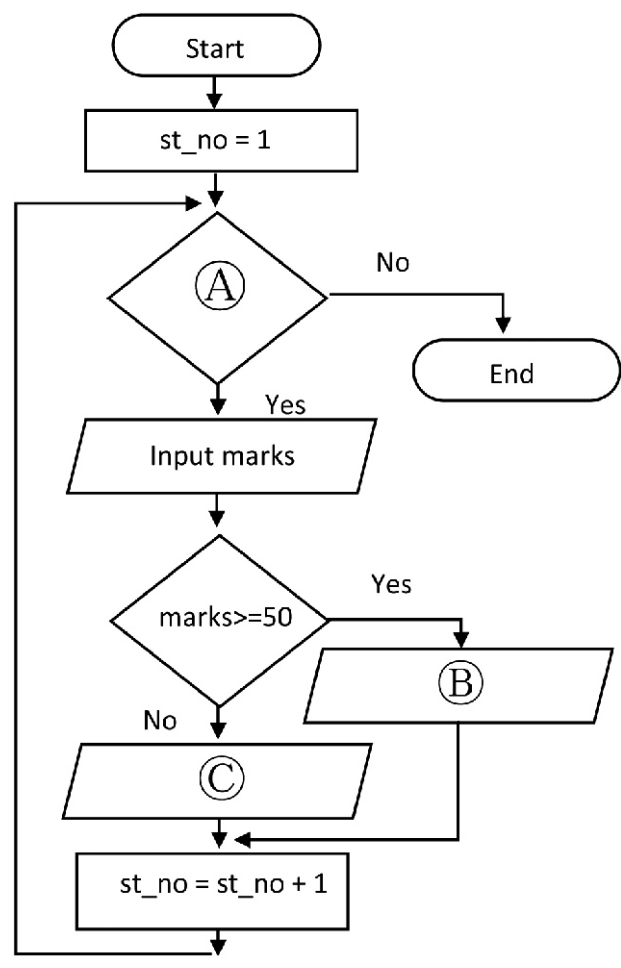 Start
st_no = 1
Ⓐ
No
End
Yes
Input marks
marks>=50
Yes
Ⓑ
No
Ⓒ
st_no = st_no + 1